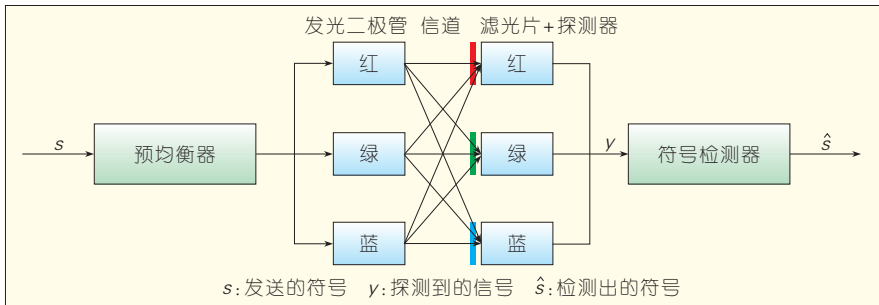 发光二极管 信道 滤光片+探测器
红 红
s 预均衡器 绿 绿 y 符号检测器 ŝ
蓝 蓝
s:发送的符号 y:探测到的信号 ŝ:检测出的符号